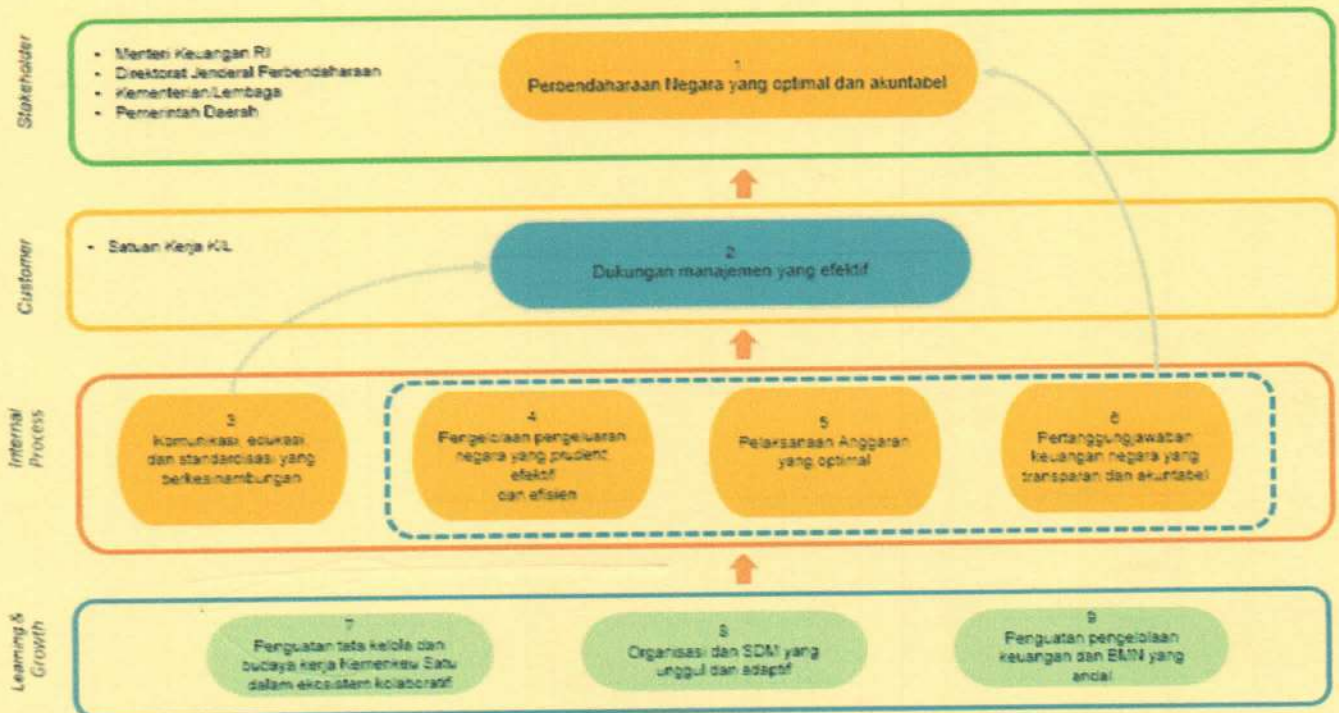 Stakeholder
• Menteri Keuangan RI
• Direktorat Jenderal Perbendaharaan
• Kementerian/Lembaga
• Pemerintah Daerah
1
Perbendaharaan Negara yang optimal dan akuntabel
Customer
• Satuan Kerja K/L
2
Dukungan manajemen yang efektif
Internal
Process
3
Komunikasi, edukasi,
dan standardisasi yang
berkesinambungan
4
Pengelolaan pengeluaran
negara yang prudent,
efektif
dan efisien
5
Pelaksanaan Anggaran
yang optimal
6
Pertanggungjawaban
keuangan negara yang
transparan dan akuntabel
Learning &
Growth
7
Penguatan tata kelola dan
budaya kerja Kemenkeu Satu
dalam ekosistem kolaboratif
8
Organisasi dan SDM yang
unggul dan adaptif
9
Penguatan pengelolaan
keuangan dan BMN yang
andal